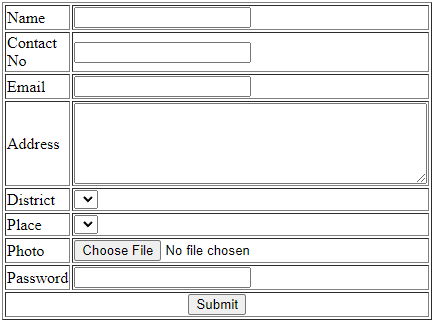 Name
Contact
No
Email
Address
District
Place
Photo Choose File No file chosen
Password
Submit